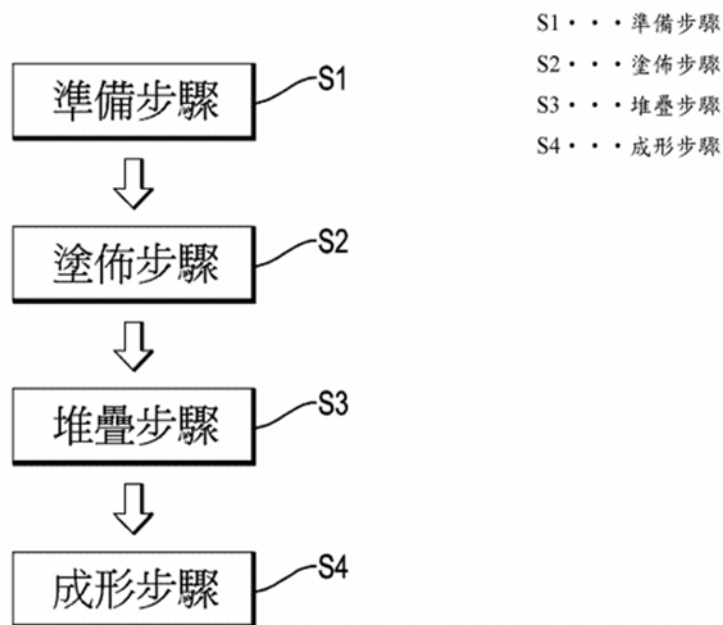 準備步驟 S1
塗佈步驟 S2
堆疊步驟 S3
成形步驟 S4
S1・・・準備步驟
S2・・・塗佈步驟
S3・・・堆疊步驟
S4・・・成形步驟